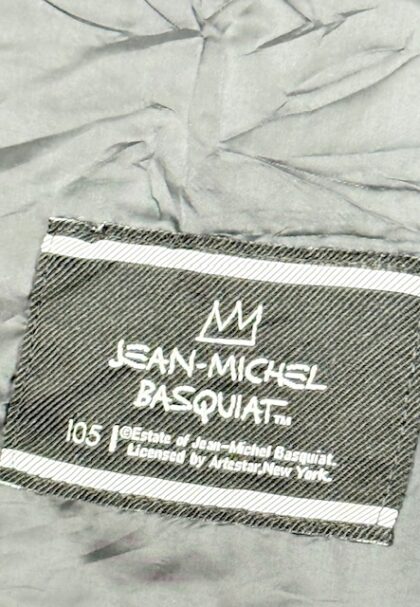 JEAN-MICHEL
BASQUIAT™
105 ©Estate of Jean-Michel Basquiat.
Licensed by Artestar, New York.